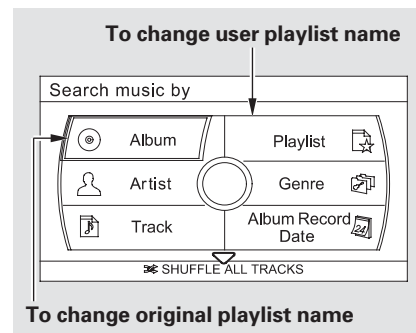 To change user playlist name
Search music by
Album
Playlist
Artist
Genre
Track
Album Record
Date
24
SHUFFLE ALL TRACKS
To change original playlist name